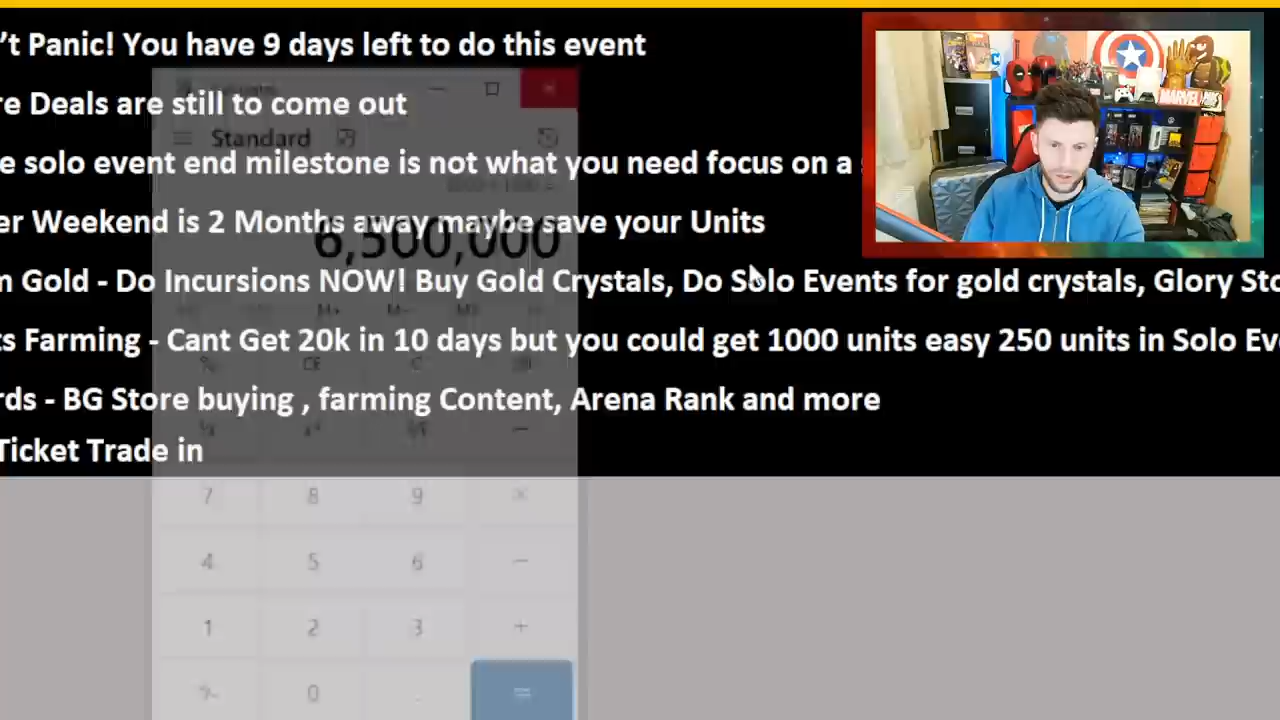 't Panic! You have 9 days left to do this event
re Deals are still to come out
Standard
e solo event end milestone is not what you need focus on a
er Weekend is 2 Months away maybe save your Units
6,500,000
m Gold - Do Incursions NOW! Buy Gold Crystals, Do Solo Events for gold crystals, Glory Sto
ts Farming - Cant Get 20k in 10 days but you could get 1000 units easy 250 units in Solo Eve
% CE C
rds - BG Store buying , farming Content, Arena Rank and more
Ticket Trade in
7 8 9 ×
4 5 6 −
1 2 3 +
0 . =
MARVEL